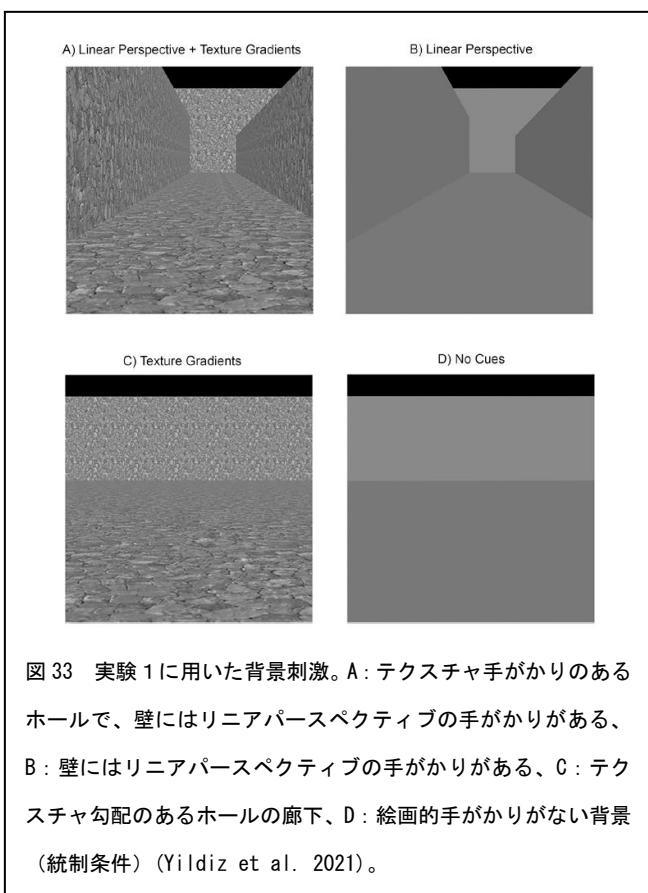 A) Linear Perspective + Texture Gradients
B) Linear Perspective
C) Texture Gradients
D) No Cues
図 33　実験１に用いた背景刺激。A：テクスチャ手がかりのある
ホールで、壁にはリニアパースペクティブの手がかりがある、
B：壁にはリニアパースペクティブの手がかりがある、C：テク
スチャ勾配のあるホールの廊下、D：絵画的手がかりがない背景
（統制条件）(Yildiz et al. 2021)。